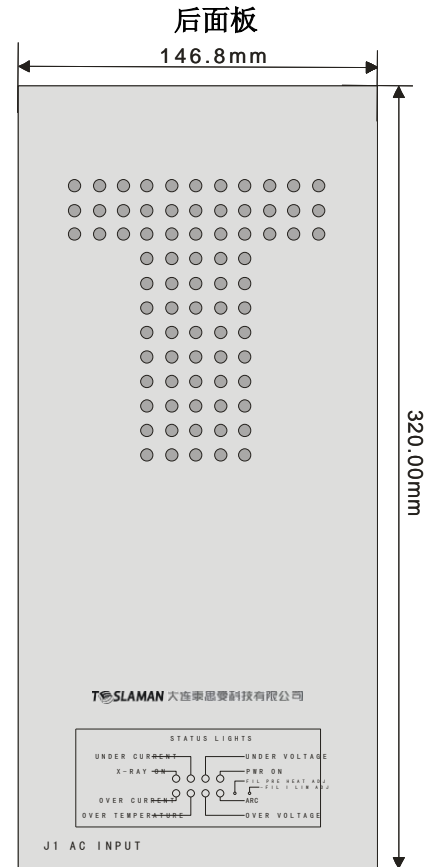 后面板
146.8mm
320.00mm
TESLAMAN 大连泰思曼科技有限公司
STATUS LIGHTS
UNDER CURRENT
UNDER VOLTAGE
X-RAY ON
PWR ON
FIL PRE HEAT ADJ
FIL I LIM ADJ
OVER CURRENT
ARC
OVER TEMPERATURE
OVER VOLTAGE
J1 AC INPUT